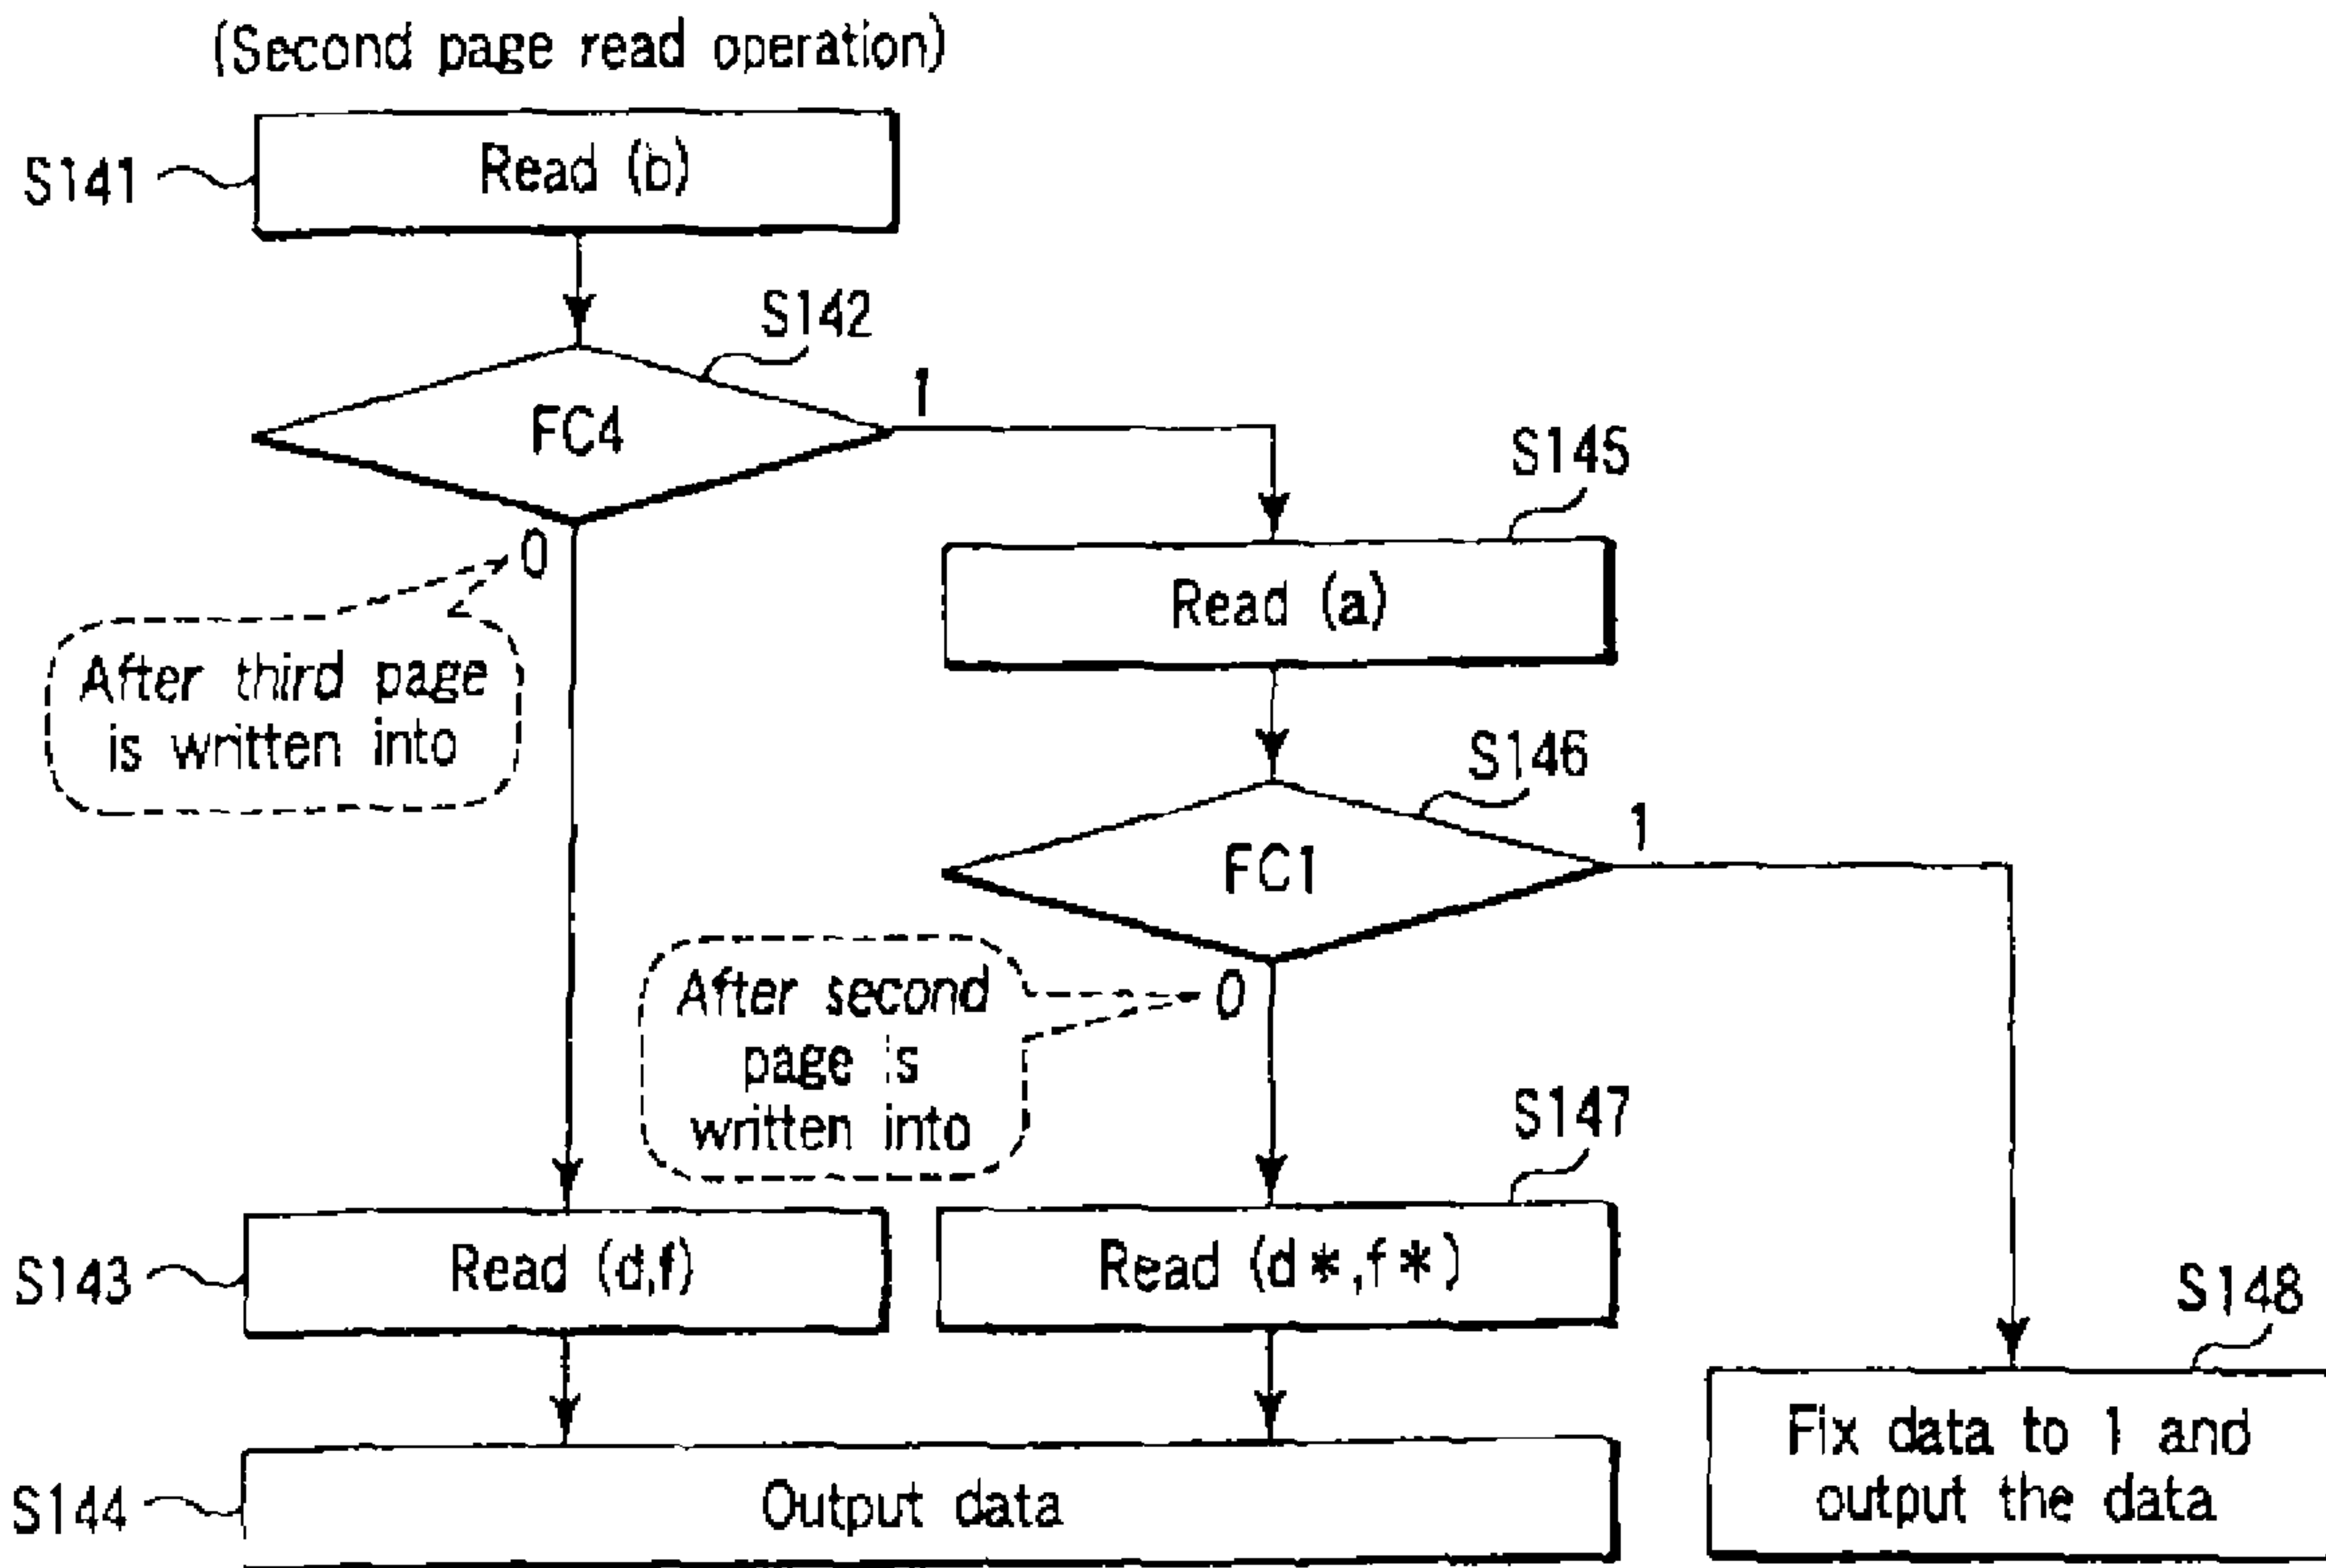 (Second page read operation)
S141
Read (b)
S142
FC4
1
0
After third page
is written into
S145
Read (a)
S146
FC1
1
0
After second
page is
written into
S143
Read (d,f)
S147
Read (d*,f*)
S144
Output data
S148
Fix data to 1 and
output the data